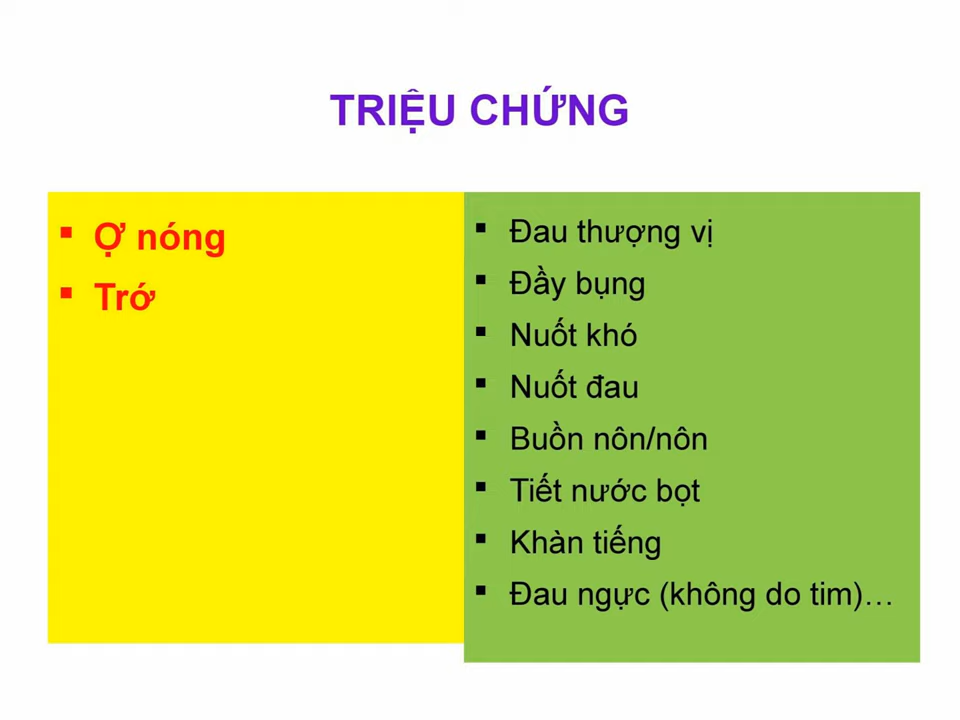 TRIỆU CHỨNG
▪ Ợ nóng
▪ Trớ
▪ Đau thượng vị
▪ Đầy bụng
▪ Nuốt khó
▪ Nuốt đau
▪ Buồn nôn/nôn
▪ Tiết nước bọt
▪ Khàn tiếng
▪ Đau ngực (không do tim)…